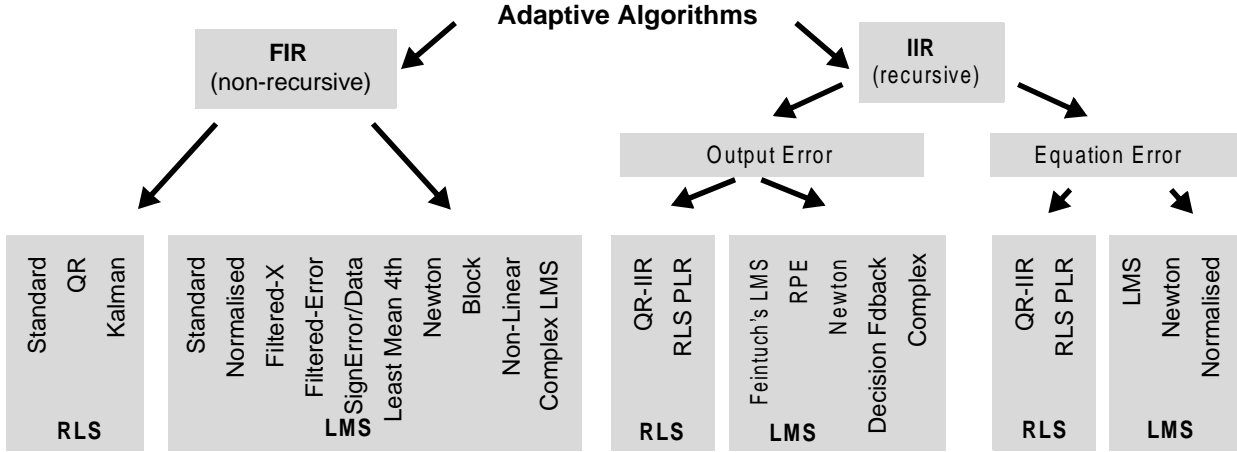 Adaptive Algorithms
FIR
(non-recursive)
IIR
(recursive)
Output Error
Equation Error
Standard
QR
Kalman
RLS
Standard
Normalised
Filtered-X
Filtered-Error
SignError/Data
Least Mean 4th
Newton
Block
Non-Linear
Complex LMS
LMS
QR-IIR
RLS PLR
RLS
Feintuch's LMS
RPE
Newton
Decision Fdback
Complex
LMS
QR-IIR
RLS PLR
RLS
LMS
Newton
Normalised
LMS